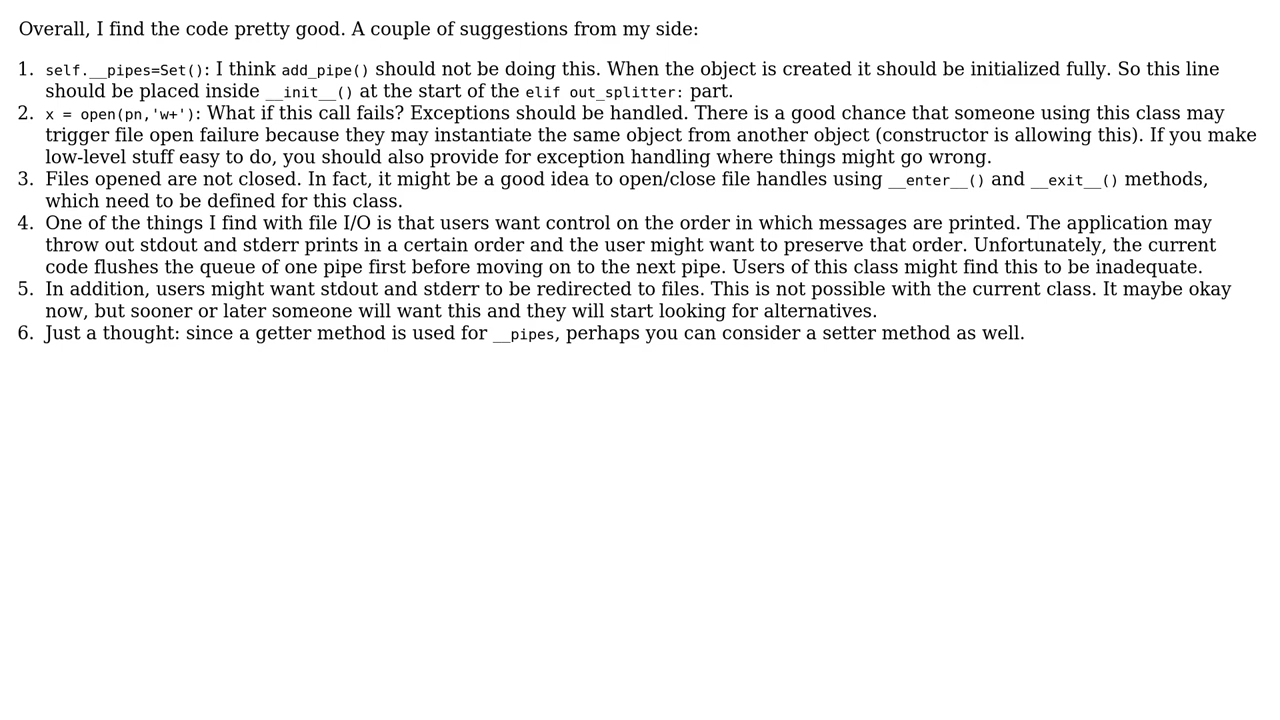 Overall, I find the code pretty good. A couple of suggestions from my side:
1. self.__pipes=Set(): I think add_pipe() should not be doing this. When the object is created it should be initialized fully. So this line
should be placed inside __init__() at the start of the elif out_splitter: part.
2. x = open(pn,'w+'): What if this call fails? Exceptions should be handled. There is a good chance that someone using this class may
trigger file open failure because they may instantiate the same object from another object (constructor is allowing this). If you make
low-level stuff easy to do, you should also provide for exception handling where things might go wrong.
3. Files opened are not closed. In fact, it might be a good idea to open/close file handles using __enter__() and __exit__() methods,
which need to be defined for this class.
4. One of the things I find with file I/O is that users want control on the order in which messages are printed. The application may
throw out stdout and stderr prints in a certain order and the user might want to preserve that order. Unfortunately, the current
code flushes the queue of one pipe first before moving on to the next pipe. Users of this class might find this to be inadequate.
5. In addition, users might want stdout and stderr to be redirected to files. This is not possible with the current class. It maybe okay
now, but sooner or later someone will want this and they will start looking for alternatives.
6. Just a thought: since a getter method is used for __pipes, perhaps you can consider a setter method as well.